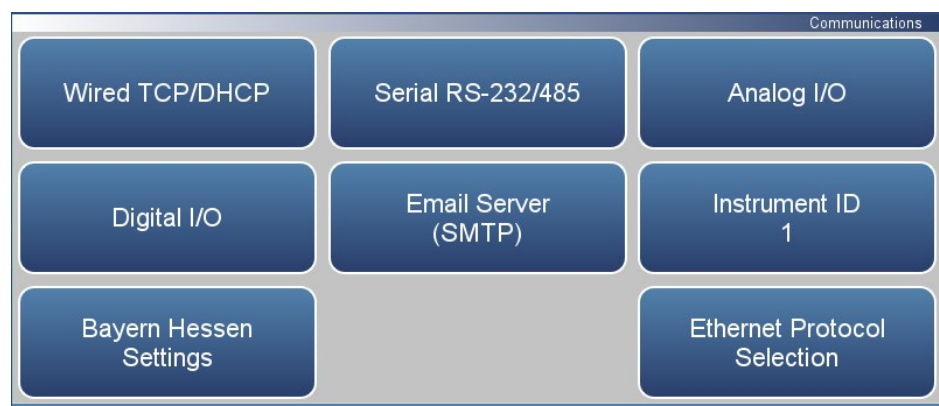 Communications
Wired TCP/DHCP
Serial RS-232/485
Analog I/O
Digital I/O
Email Server
(SMTP)
Instrument ID
1
Bayern Hessen
Settings
Ethernet Protocol
Selection